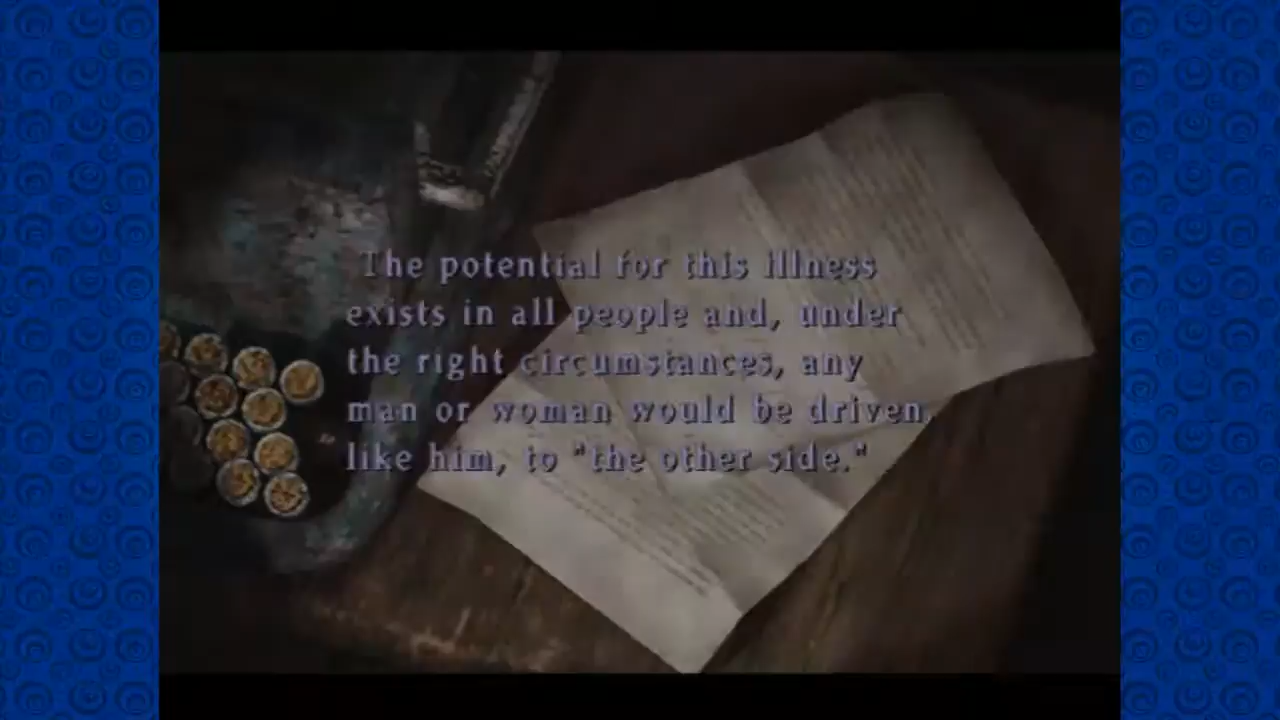 The potential for this illness
exists in all people and, under
the right circumstances, any
man or woman would be driven,
like him, to "the other side."